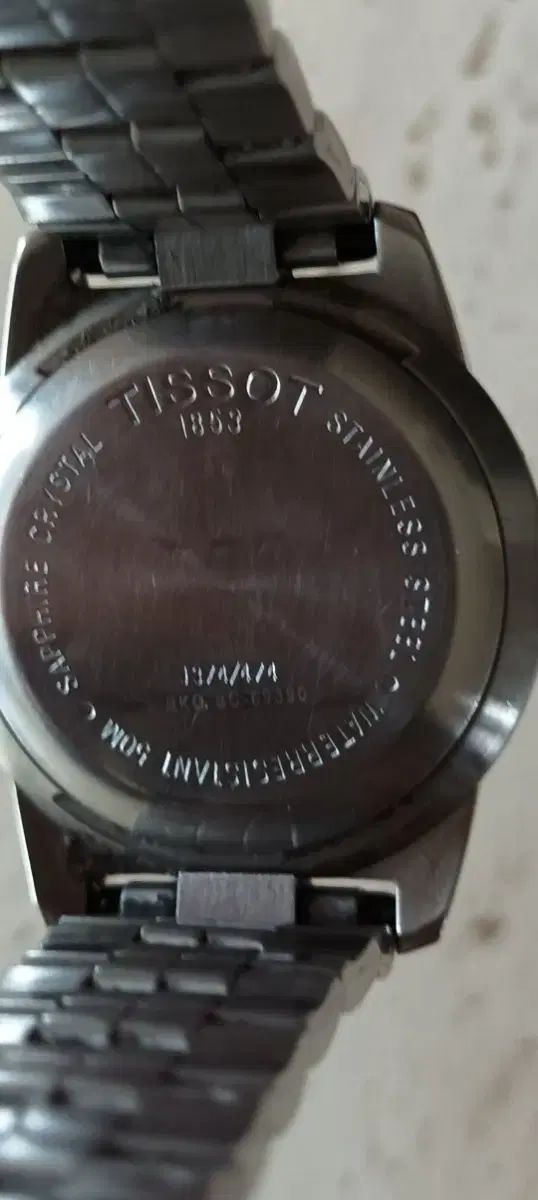 TISSOT
1853
STAINLESS STEEL
WATERRESISTANT 50M
SAPPHIRE CRYSTAL